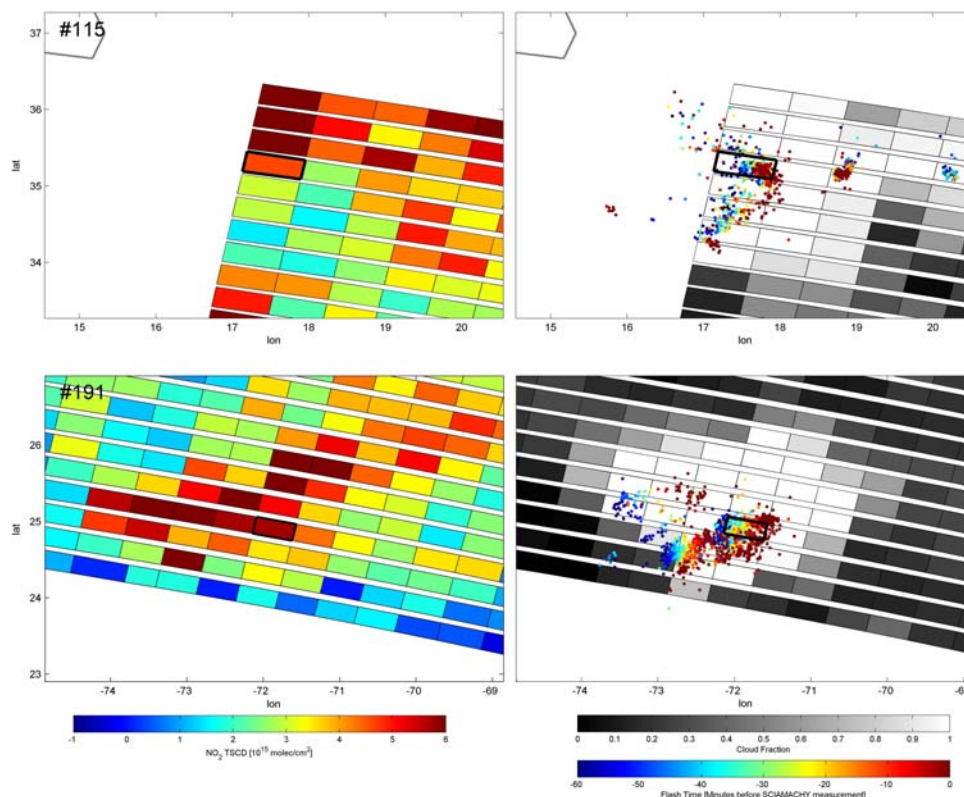 #115
37
36
35
34
lat
15 16 17 18 19 20
lon
15 16 17 18 19 20
lon
#191
26
25
24
23
lat
-74 -73 -72 -71 -70 -69
lon
-74 -73 -72 -71 -70 -6
lon
-1 0 1 2 3 4 5 6
NO2 TSCD [10^15 molec/cm^2]
0 0.1 0.2 0.3 0.4 0.5 0.6 0.7 0.8 0.9 1
Cloud Fraction
-60 -50 -40 -30 -20 -10 0
Flash Time [Minutes before SCIAMACHY measurement]